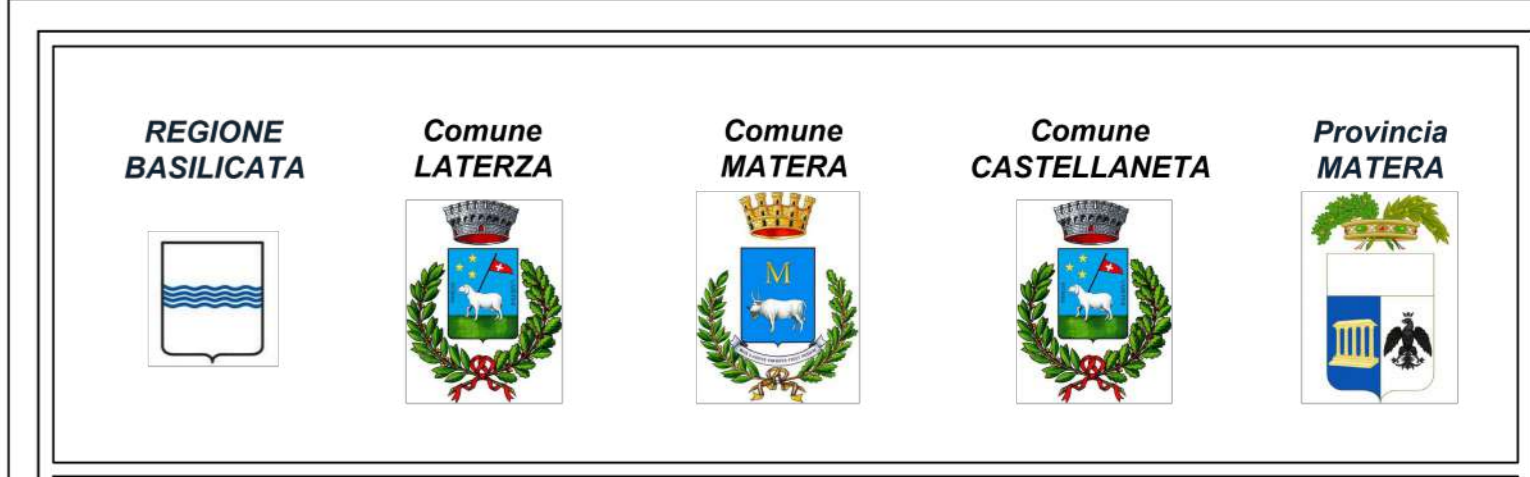 REGIONE
BASILICATA
Comune
LATERZA
Comune
MATERA
Comune
CASTELLANETA
Provincia
MATERA
M